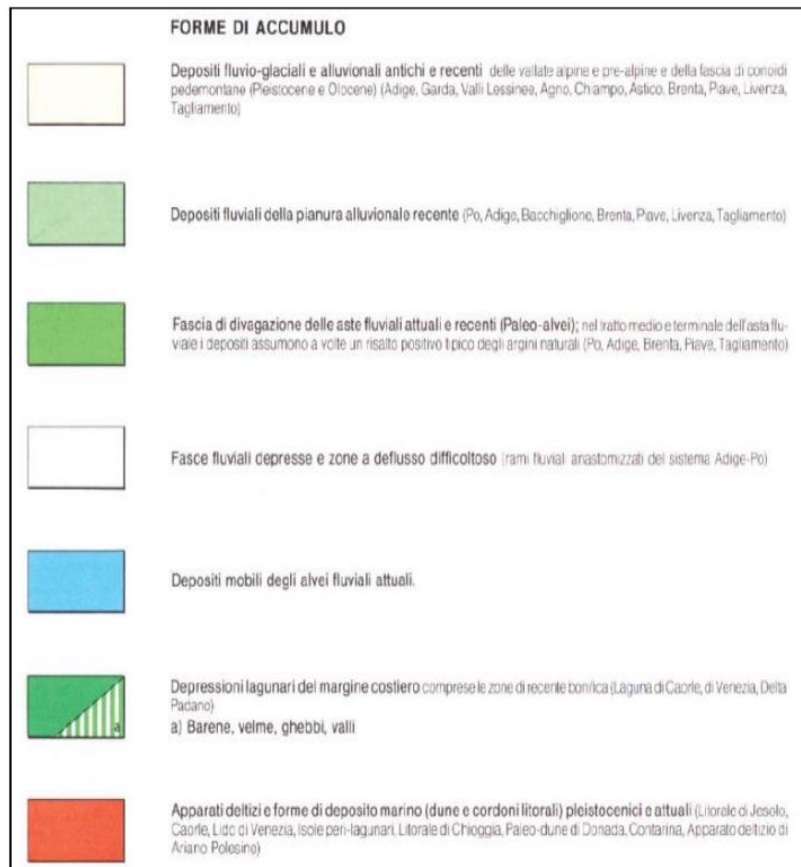 FORME DI ACCUMULO
Depositi fluvio-glaciali e alluvionali antichi e recenti delle vallate alpine e pre-alpine e della fascia di conoidi
pedemontane (Pleistocene e Olocene) (Adige, Garda, Valli Lessinee, Agno, Chiampo, Astico, Brenta, Piave, Livenza,
Tagliamento)
Depositi fluviali della pianura alluvionale recente (Po, Adige, Bacchiglione, Brenta, Piave, Livenza, Tagliamento)
Fascia di divagazione delle aste fluviali attuali e recenti (Paleo-alvei); nel tratto medio e terminale dell'asta flu-
viale i depositi assumono a volte un risalto positivo tipico degli argini naturali (Po, Adige, Brenta, Piave, Tagliamento)
Fasce fluviali depresse e zone a deflusso difficoltoso (rami fluviali anastomizzati del sistema Adige-Po)
Depositi mobili degli alvei fluviali attuali.
Depressioni lagunari del margine costiero comprese le zone di recente bonifica (Laguna di Caorle, di Venezia, Delta
Padano)
a
a) Barene, velme, ghebbi, valli
Apparati deltizi e forme di deposito marino (dune e cordoni litorali) pleistocenici e attuali (Litorale di Jesolo,
Caorle, Lido di Venezia, Isole peri-lagunari, Litorale di Chioggia, Paleo-dune di Donada, Contarina, Apparato deltizio di
Ariano Polesino)